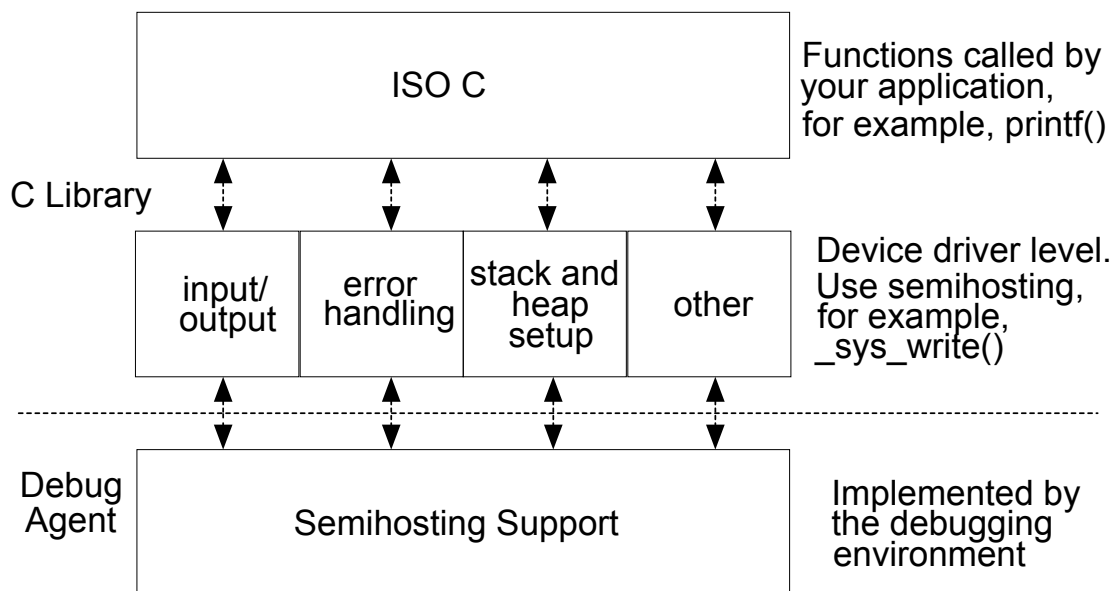 ISO C
Functions called by
your application,
for example, printf()
C Library
input/
output
error
handling
stack and
heap
setup
other
Device driver level.
Use semihosting,
for example,
_sys_write()
Debug
Agent
Semihosting Support
Implemented by
the debugging
environment